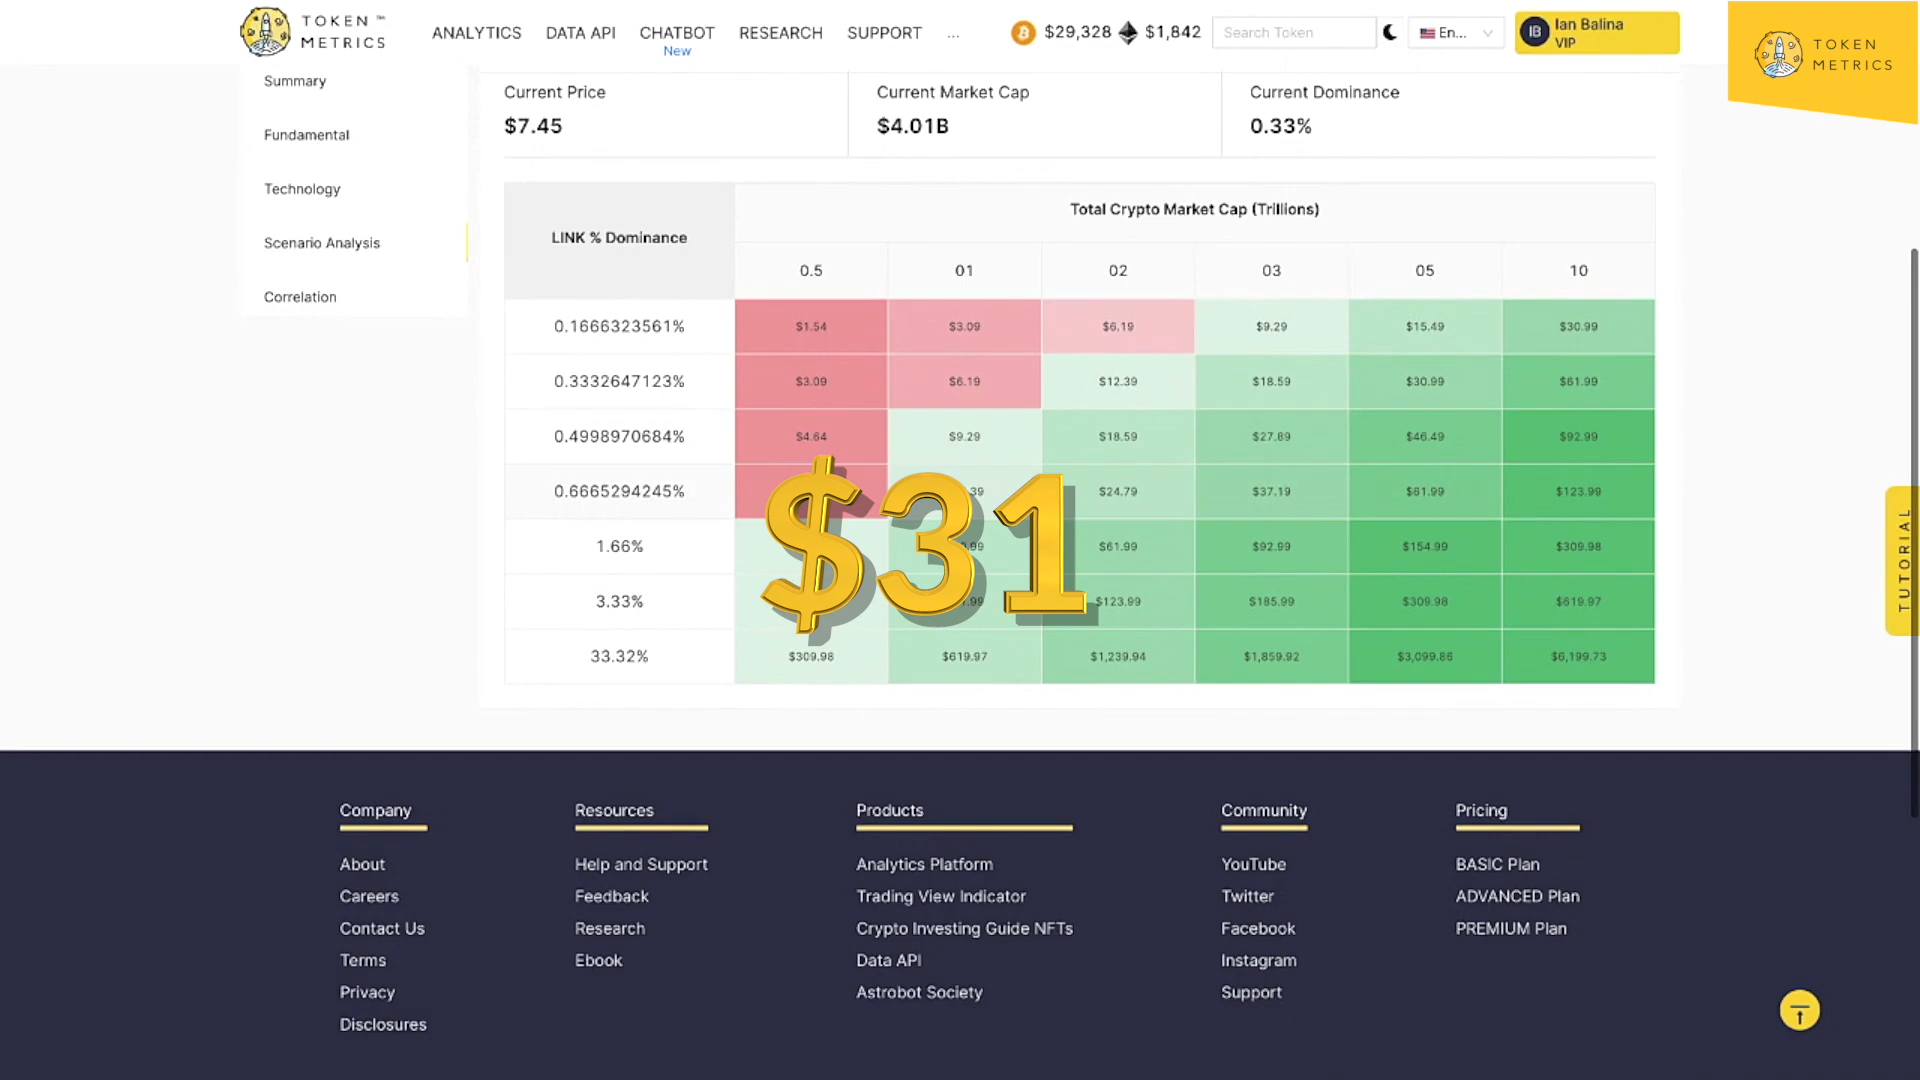 TOKEN ™
METRICS
ANALYTICS DATA API CHATBOT RESEARCH SUPPORT ...
New
$29,328 $1,842 Search Token En... IB Ian Balina
VIP
TOKEN
METRICS
Summary
Fundamental
Technology
Scenario Analysis
Correlation
Current Price Current Market Cap Current Dominance
$7.45 $4.01B 0.33%
LINK % Dominance
Total Crypto Market Cap (Trillions)
0.5 01 02 03 05 10
0.1666323561% $1.54 $3.09 $6.19 $9.29 $15.49 $30.99
0.3332647123% $3.09 $6.19 $12.39 $18.59 $30.99 $61.99
0.4998970684% $4.64 $9.29 $18.59 $27.89 $46.49 $92.99
0.6665294245% $24.79 $37.19 $61.99 $123.99
1.66% $61.99 $92.99 $154.99 $309.98
3.33% $123.99 $185.99 $309.98 $619.97
33.32% $309.98 $619.97 $1,239.94 $1,859.92 $3,099.86 $6,199.73
$31
TUTORIAL
Company Resources Products Community Pricing
About Help and Support Analytics Platform YouTube BASIC Plan
Careers Feedback Trading View Indicator Twitter ADVANCED Plan
Contact Us Research Crypto Investing Guide NFTs Facebook PREMIUM Plan
Terms Ebook Data API Instagram
Privacy Astrobot Society Support
Disclosures